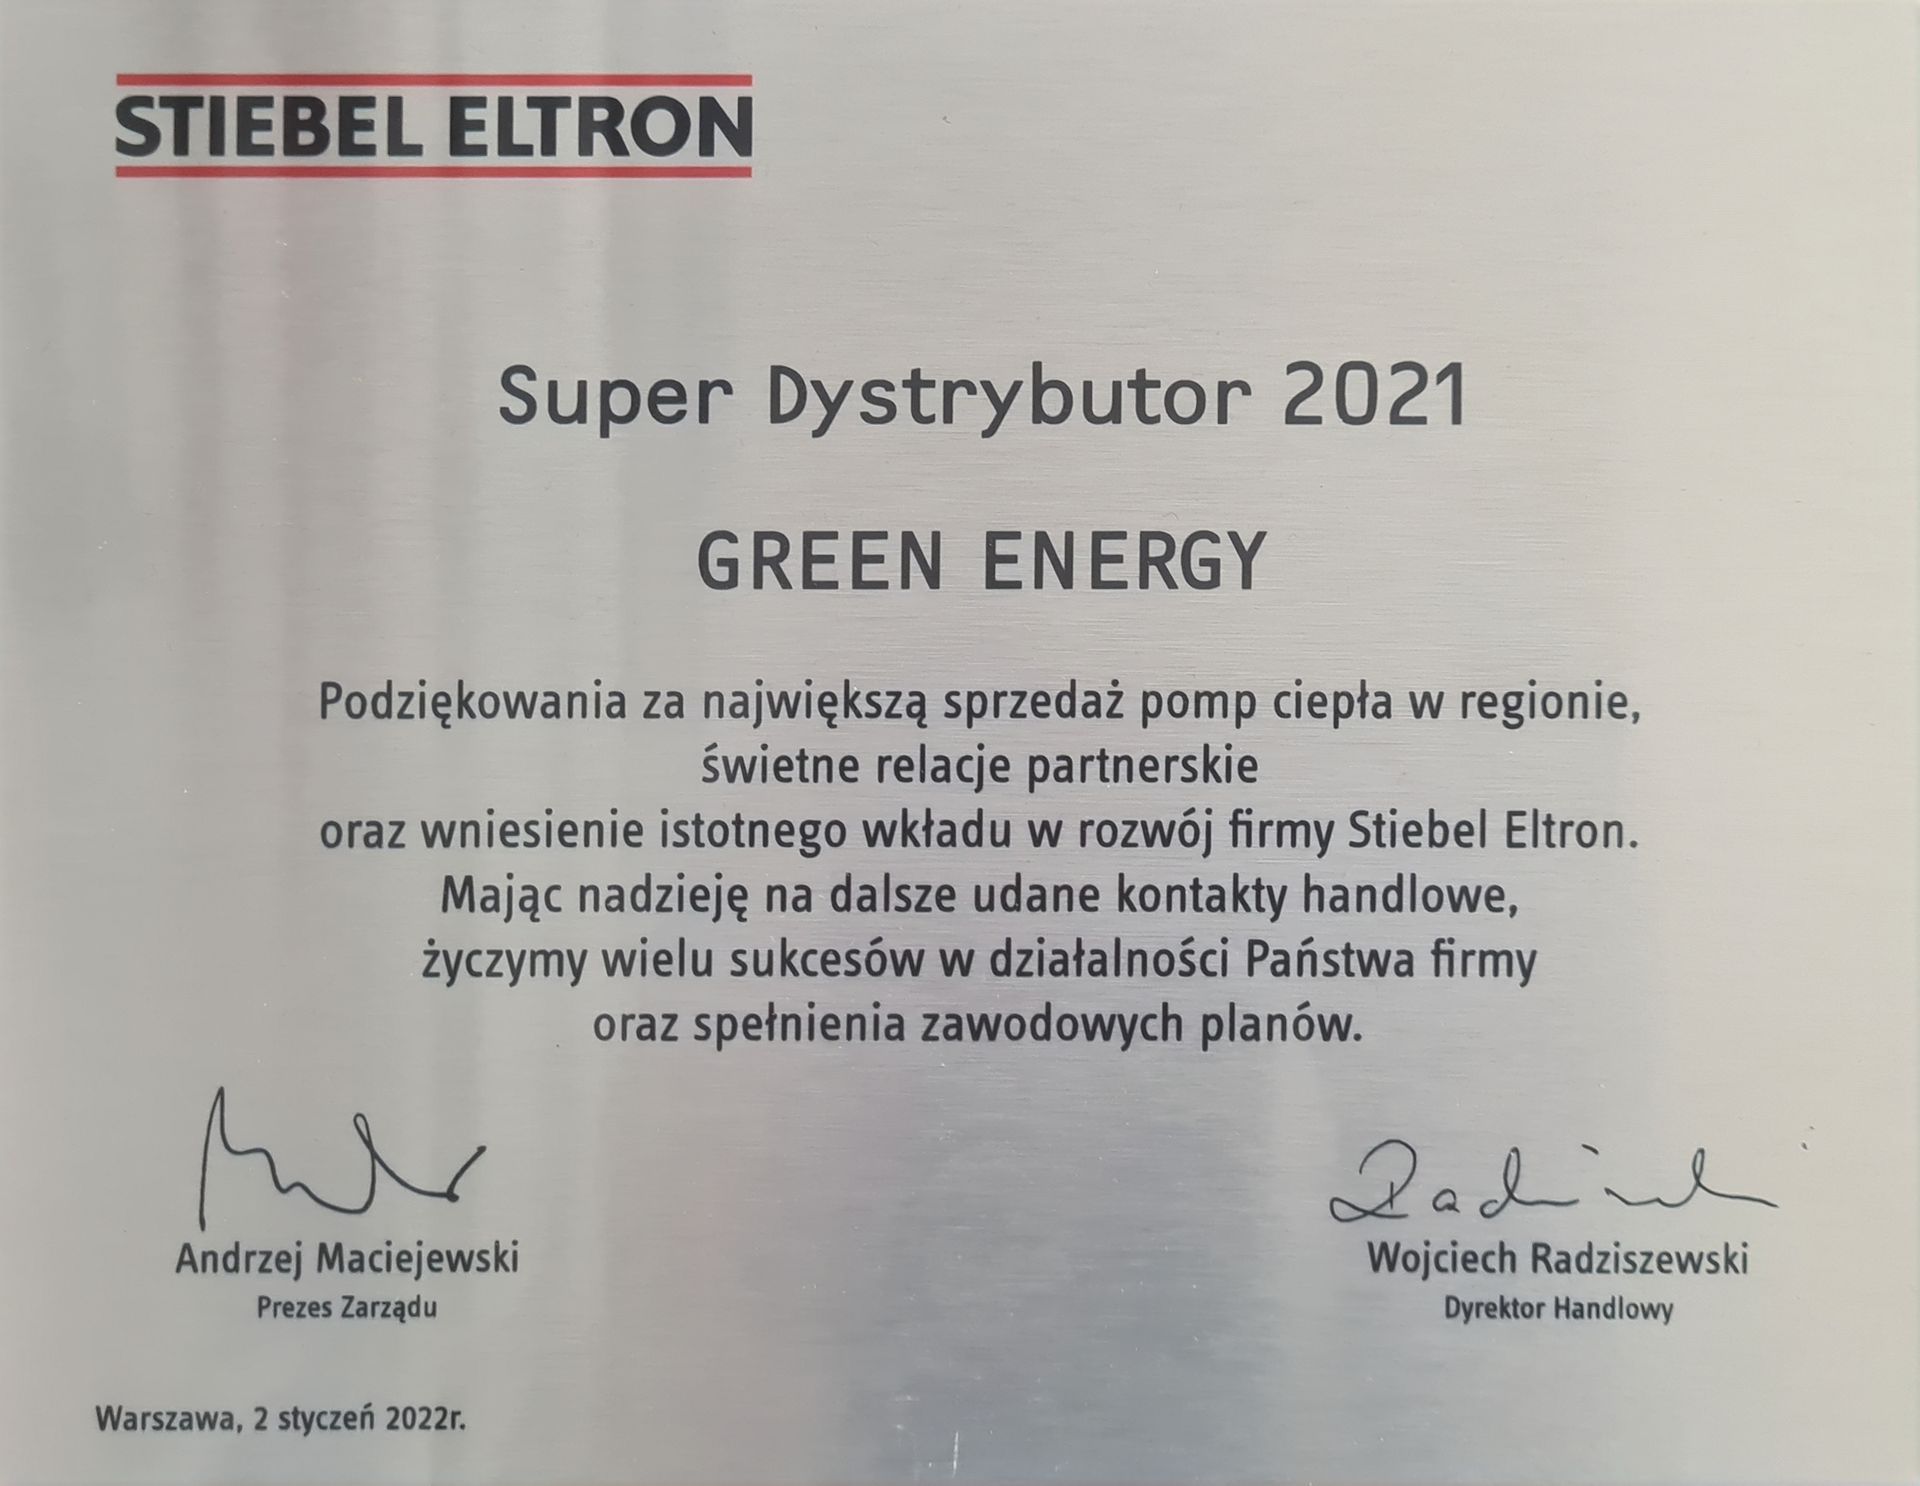 STIEBEL ELTRON
Super Dystrybutor 2021
GREEN ENERGY
Podziękowania za największą sprzedaż pomp ciepła w regionie,
świetne relacje partnerskie
oraz wniesienie istotnego wkładu w rozwój firmy Stiebel Eltron.
Mając nadzieję na dalsze udane kontakty handlowe,
życzymy wielu sukcesów w działalności Państwa firmy
oraz spełnienia zawodowych planów.
Andrzej Maciejewski
Prezes Zarządu
Wojciech Radziszewski
Dyrektor Handlowy
Warszawa, 2 styczeń 2022r.